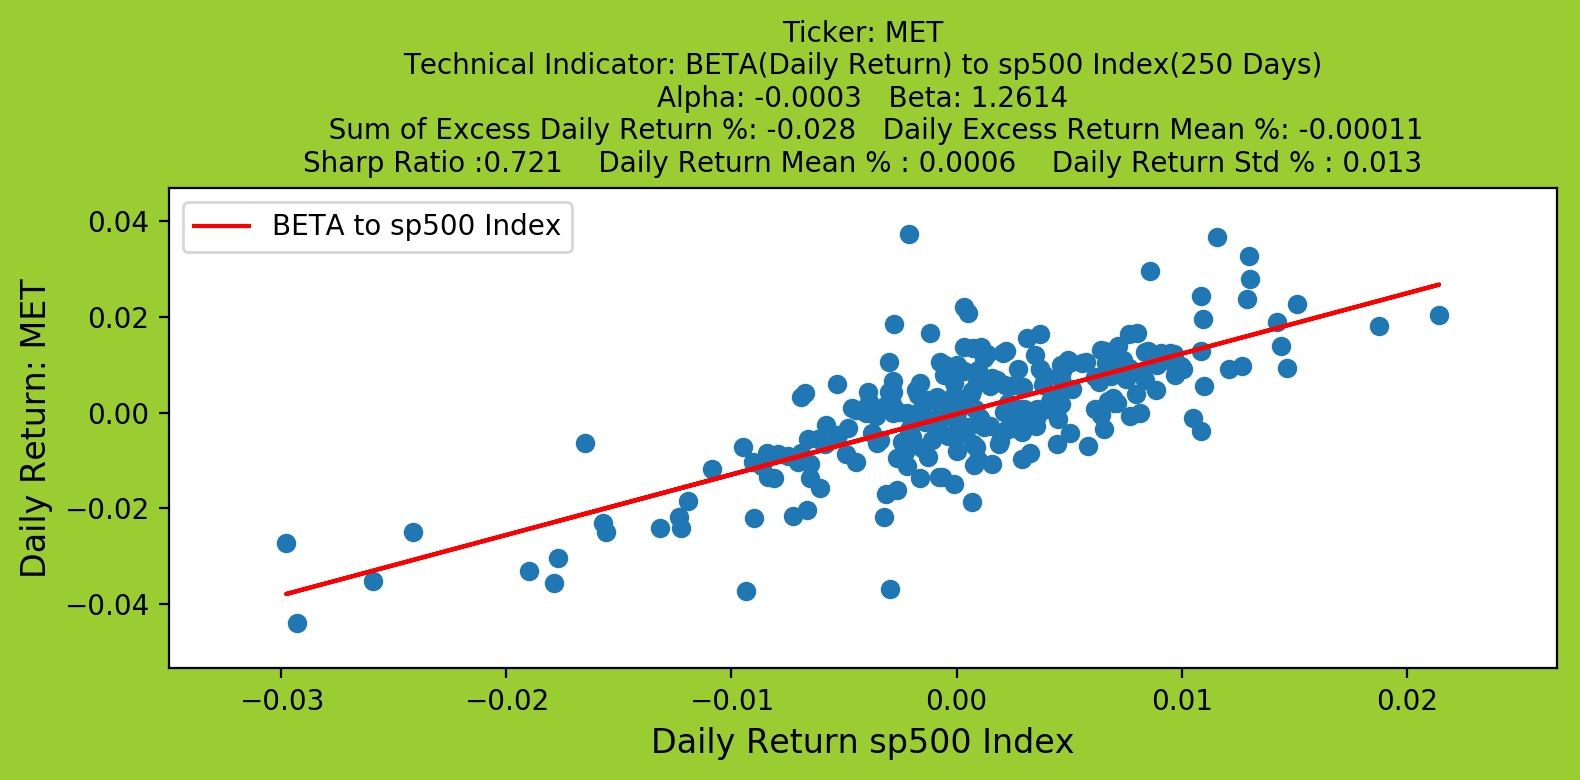 Ticker: MET
Technical Indicator: BETA(Daily Return) to sp500 Index(250 Days)
Alpha: -0.0003   Beta: 1.2614
Sum of Excess Daily Return %: -0.028   Daily Excess Return Mean %: -0.00011
Sharp Ratio :0.721    Daily Return Mean % : 0.0006    Daily Return Std % : 0.013
BETA to sp500 Index
Daily Return: MET
0.04
0.02
0.00
−0.02
−0.04
−0.03
−0.02
−0.01
0.00
0.01
0.02
Daily Return sp500 Index